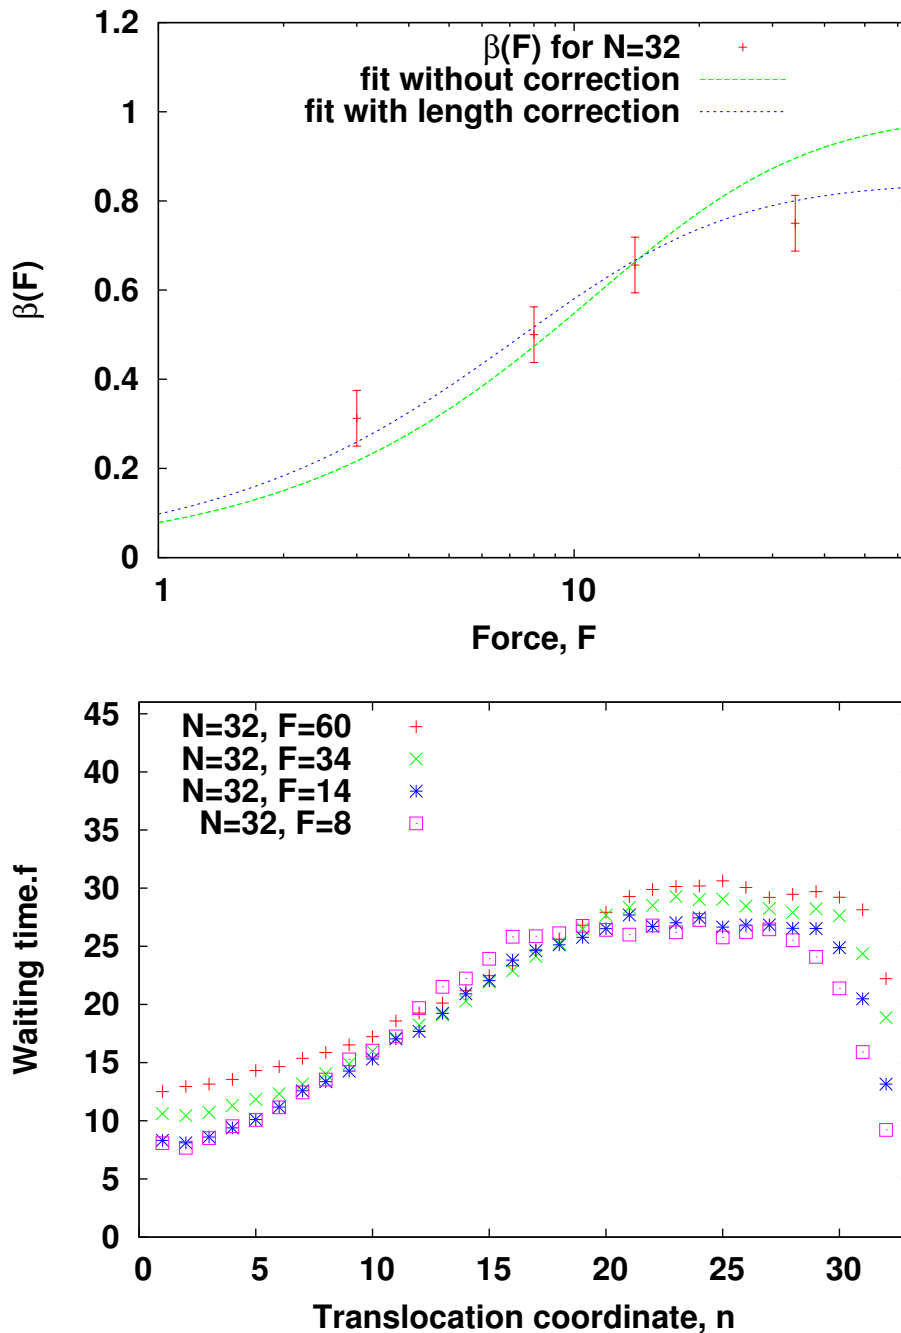 1.2
1
0.8
0.6
0.4
0.2
0
β(F)
β(F) for N=32
fit without correction
fit with length correction
1
10
Force, F
45
40
35
30
25
20
15
10
5
0
Waiting time.f
N=32, F=60
N=32, F=34
N=32, F=14
N=32, F=8
0
5
10
15
20
25
30
Translocation coordinate, n